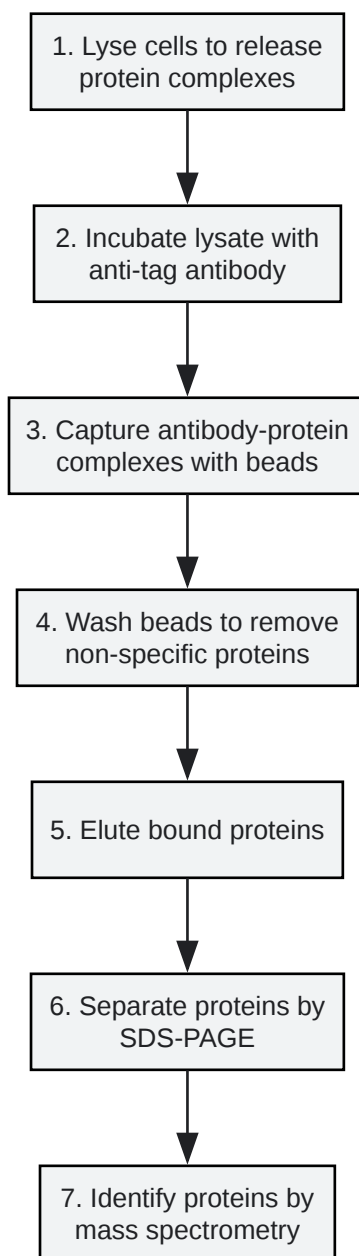 1. Lyse cells to release
protein complexes
2. Incubate lysate with
anti-tag antibody
3. Capture antibody-protein
complexes with beads
4. Wash beads to remove
non-specific proteins
5. Elute bound proteins
6. Separate proteins by
SDS-PAGE
7. Identify proteins by
mass spectrometry